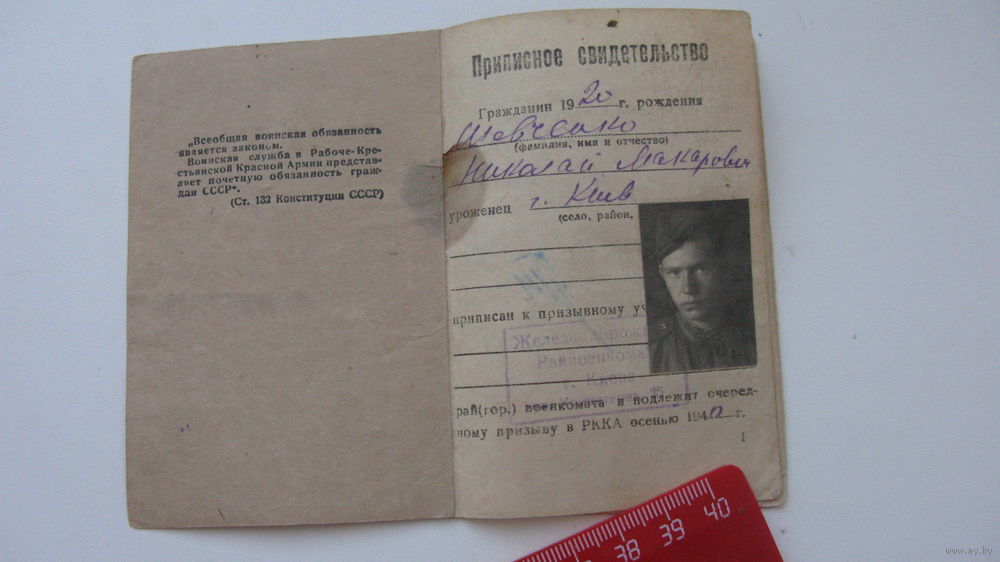 „Всеобщая воинская обязанность
является законом.
Воинская служба в Рабоче-Кре-
стьянской Красной Армии представ-
ляет почетную обязанность граж-
дан СССР“.
(Ст. 132 Конституции СССР)
Приписное свидетельство
Гражданин 1920 г. рождения
Шевченко
(фамилия, имя и отчество)
Николай Макарович
уроженец г. Киев
(село, район,
приписан к призывному уч
Железнодорож
Райвоенкома
г. Киева
рай(гор.) военкомата и подлежит очеред-
ному призыву в РККА осенью 1940 г.
1
38 39 40
www.ay.by